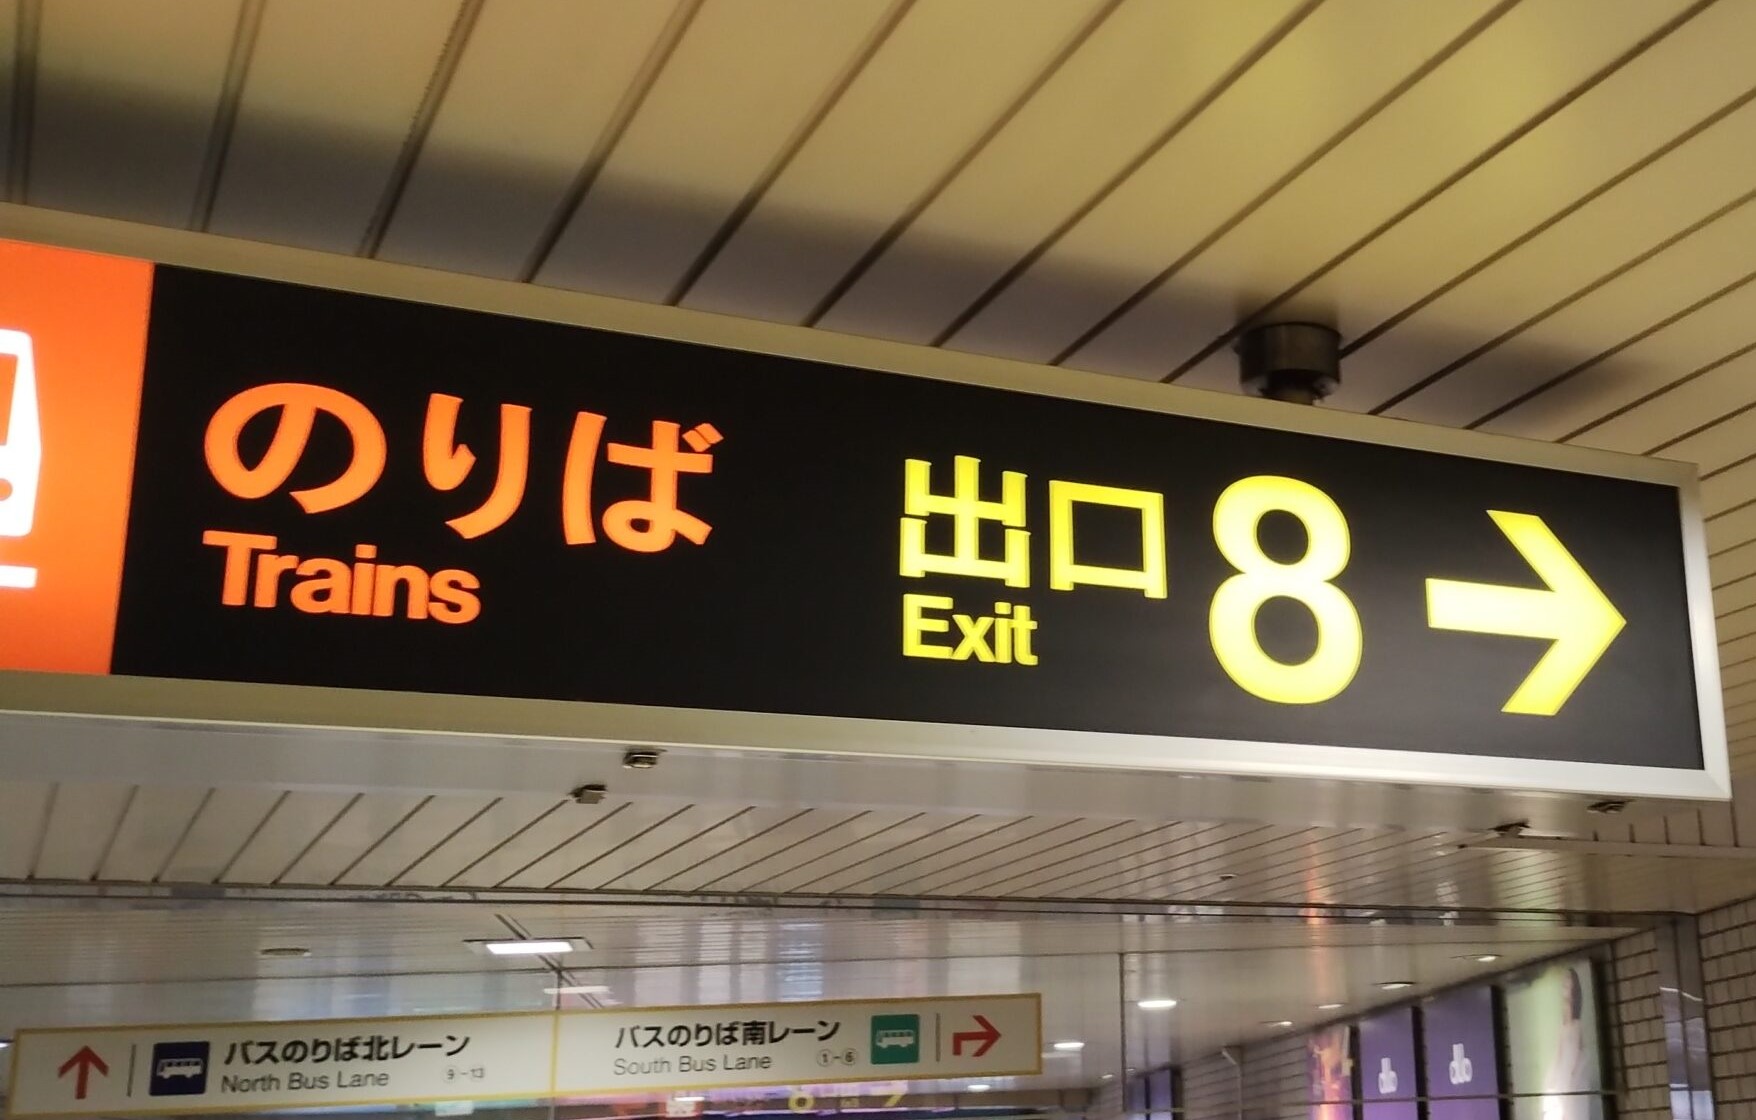 のりば
Trains
出口 8
Exit
バスのりば北レーン
North Bus Lane ⑨-⑬
バスのりば南レーン
South Bus Lane ①-⑥